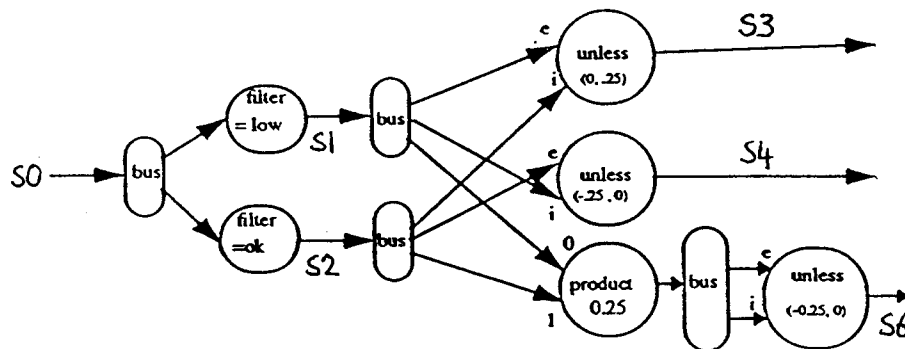 S0
bus
filter
= low
S1
filter
=ok
S2
bus
bus
e
i
unless
(0, .25)
S3
e
i
unless
(-.25, 0)
S4
0
1
product
0.25
bus
e
i
unless
(-0.25, 0)
S6